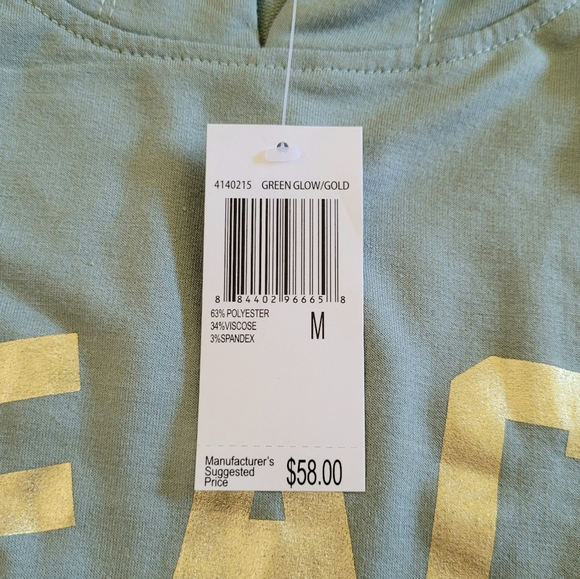 4140215 GREEN GLOW/GOLD
8 84402 96665 8
63% POLYESTER
34%VISCOSE
3%SPANDEX
M
Manufacturer's
Suggested
Price
$58.00